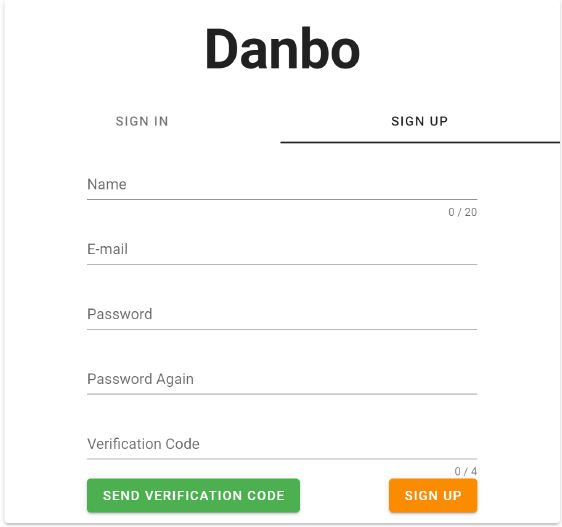 Danbo
SIGN IN SIGN UP
Name
0 / 20
E-mail
Password
Password Again
Verification Code
0 / 4
SEND VERIFICATION CODE SIGN UP